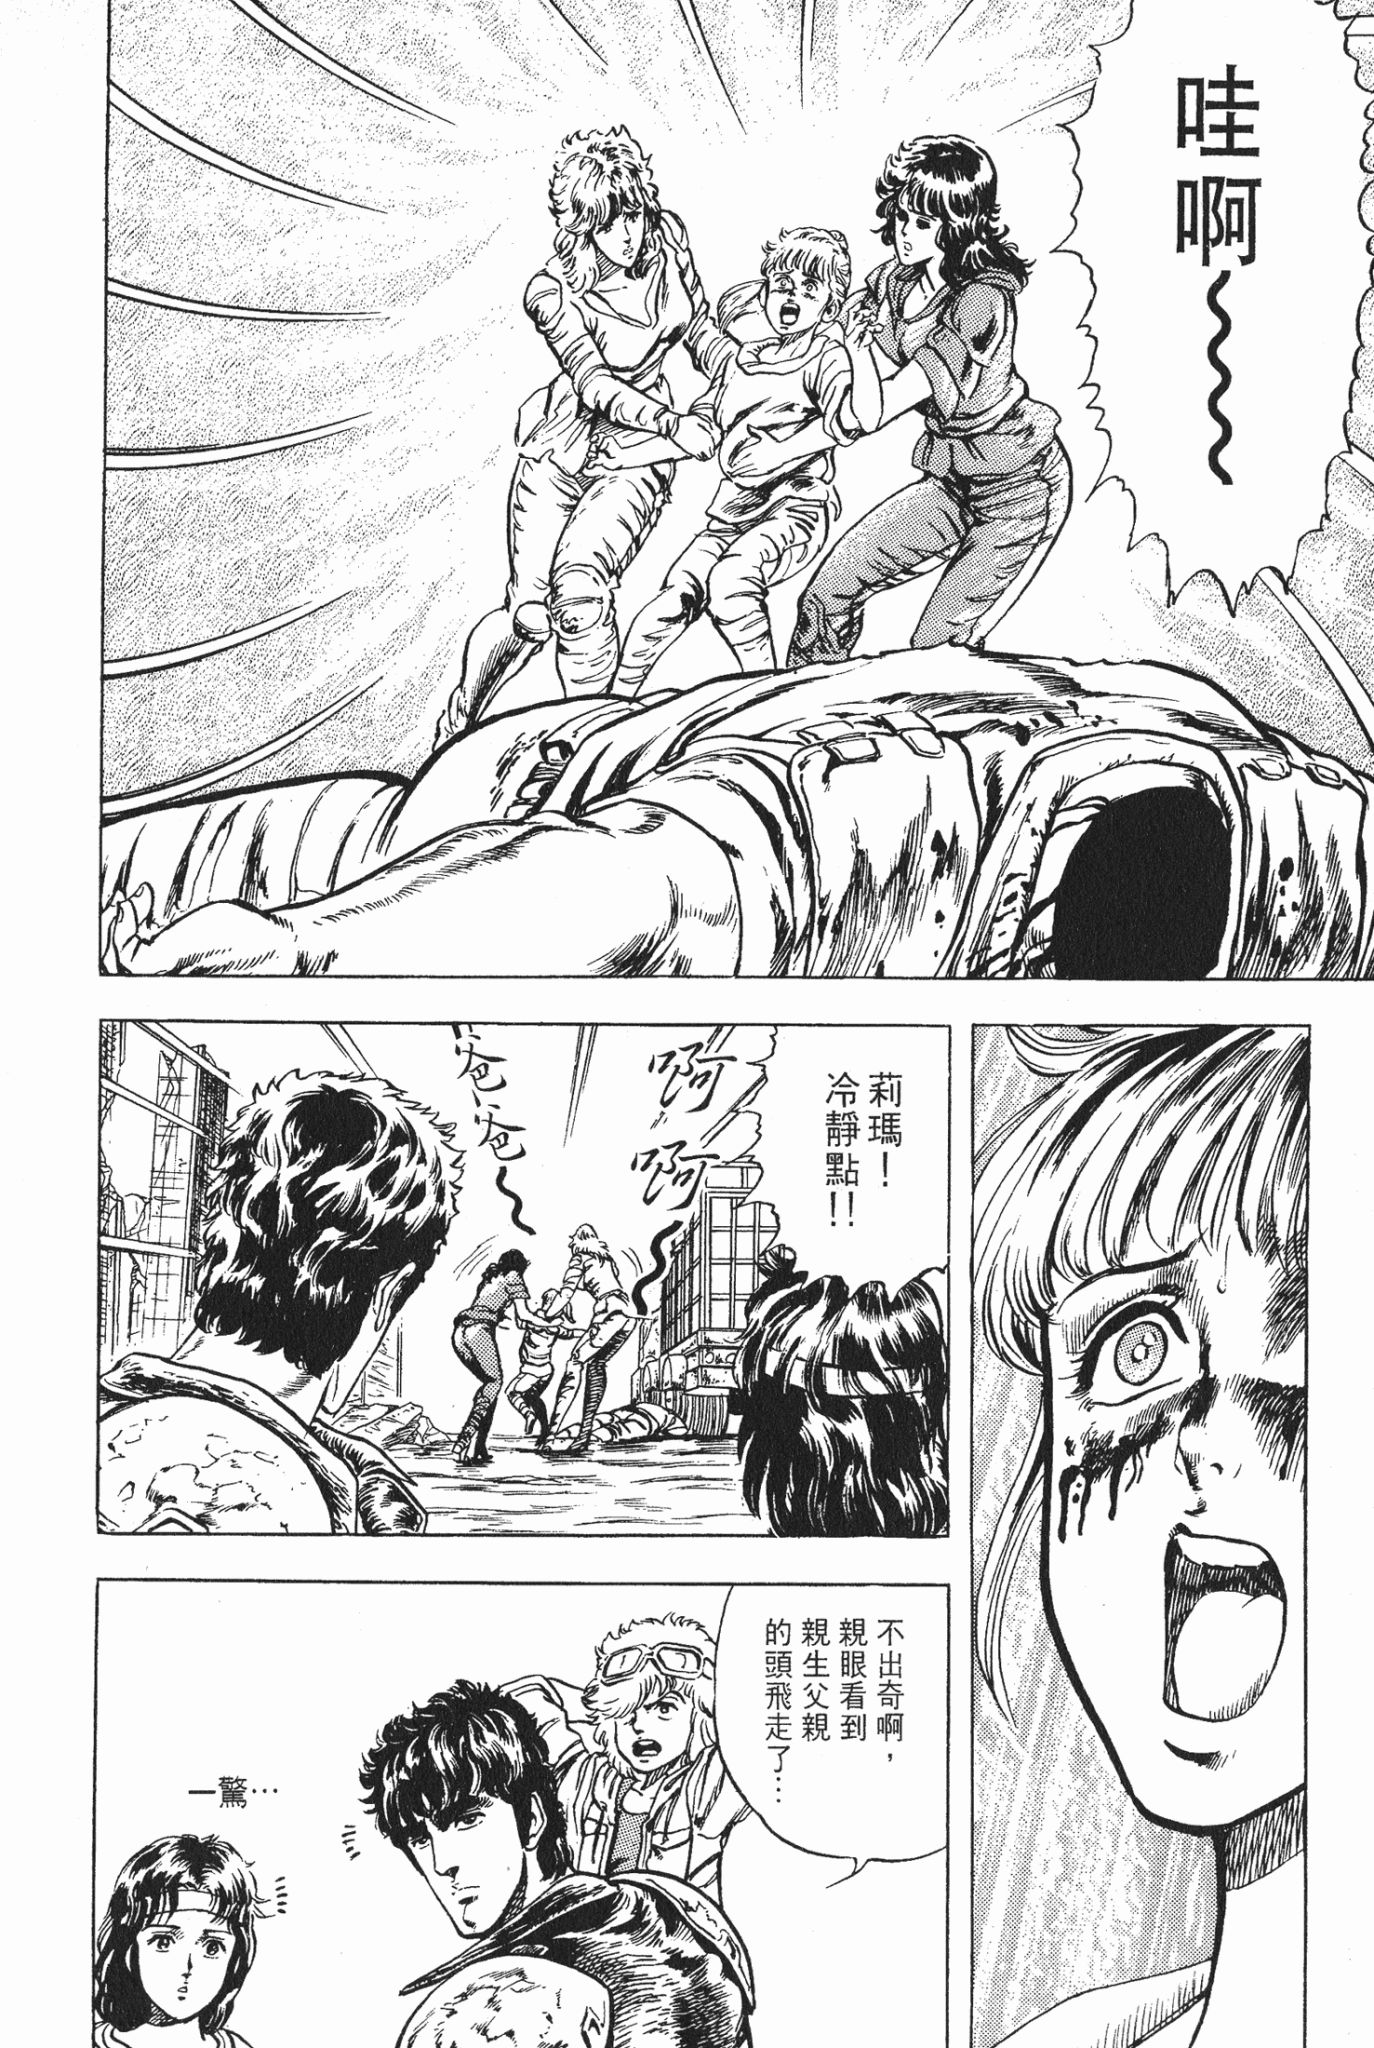 哇啊～～～
莉瑪！
冷靜點!!
啊
啊～
爸
爸～
不出奇啊，
親眼看到
親生父親
的頭飛走了…
一驚…